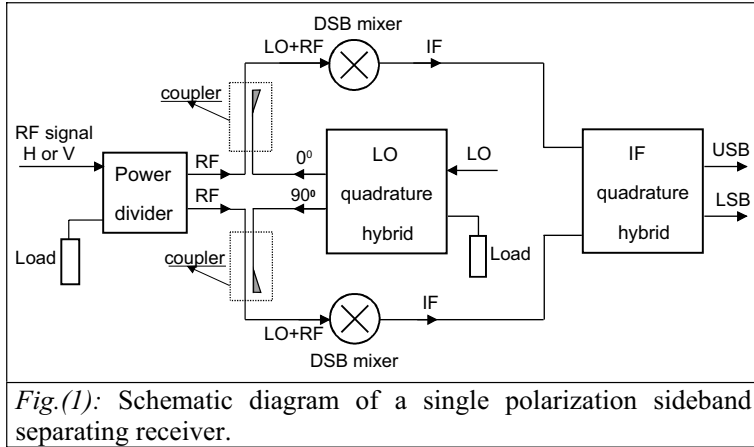 DSB mixer
LO+RF
IF
coupler
RF signal
H or V
Power
divider
RF
RF
0⁰
90⁰
LO
quadrature
hybrid
LO
IF
quadrature
hybrid
USB
LSB
Load
coupler
Load
LO+RF
IF
DSB mixer
Fig.(1): Schematic diagram of a single polarization sideband
separating receiver.